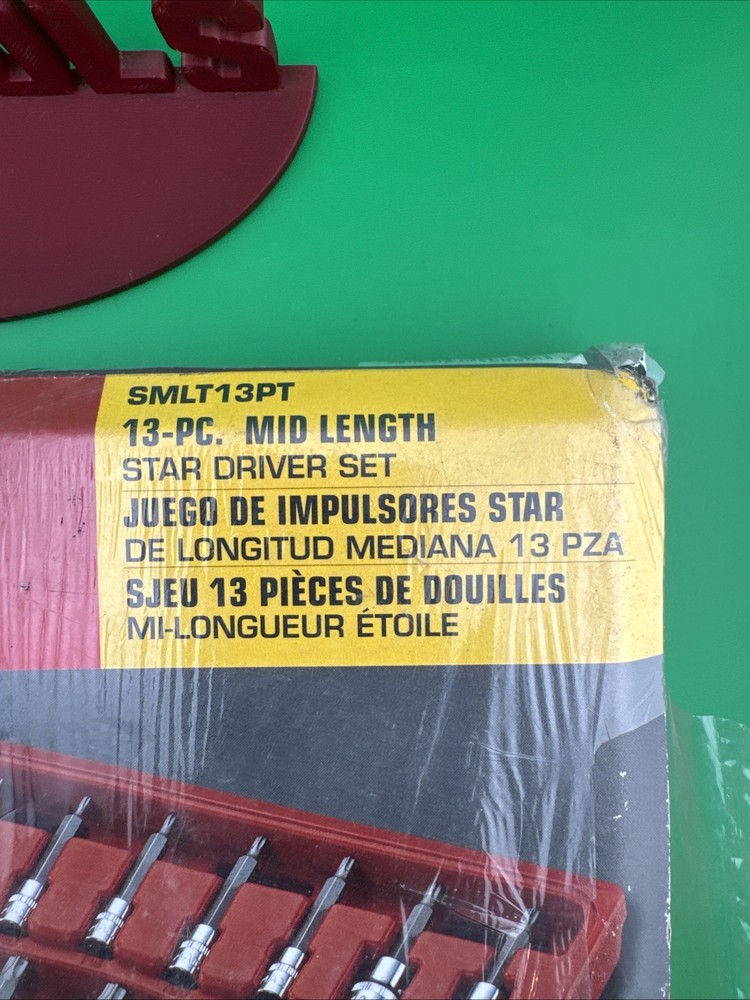 LS
SMLT13PT
13-PC. MID LENGTH
STAR DRIVER SET
JUEGO DE IMPULSORES STAR
DE LONGITUD MEDIANA 13 PZA
SJEU 13 PIÈCES DE DOUILLES
MI-LONGUEUR ÉTOILE